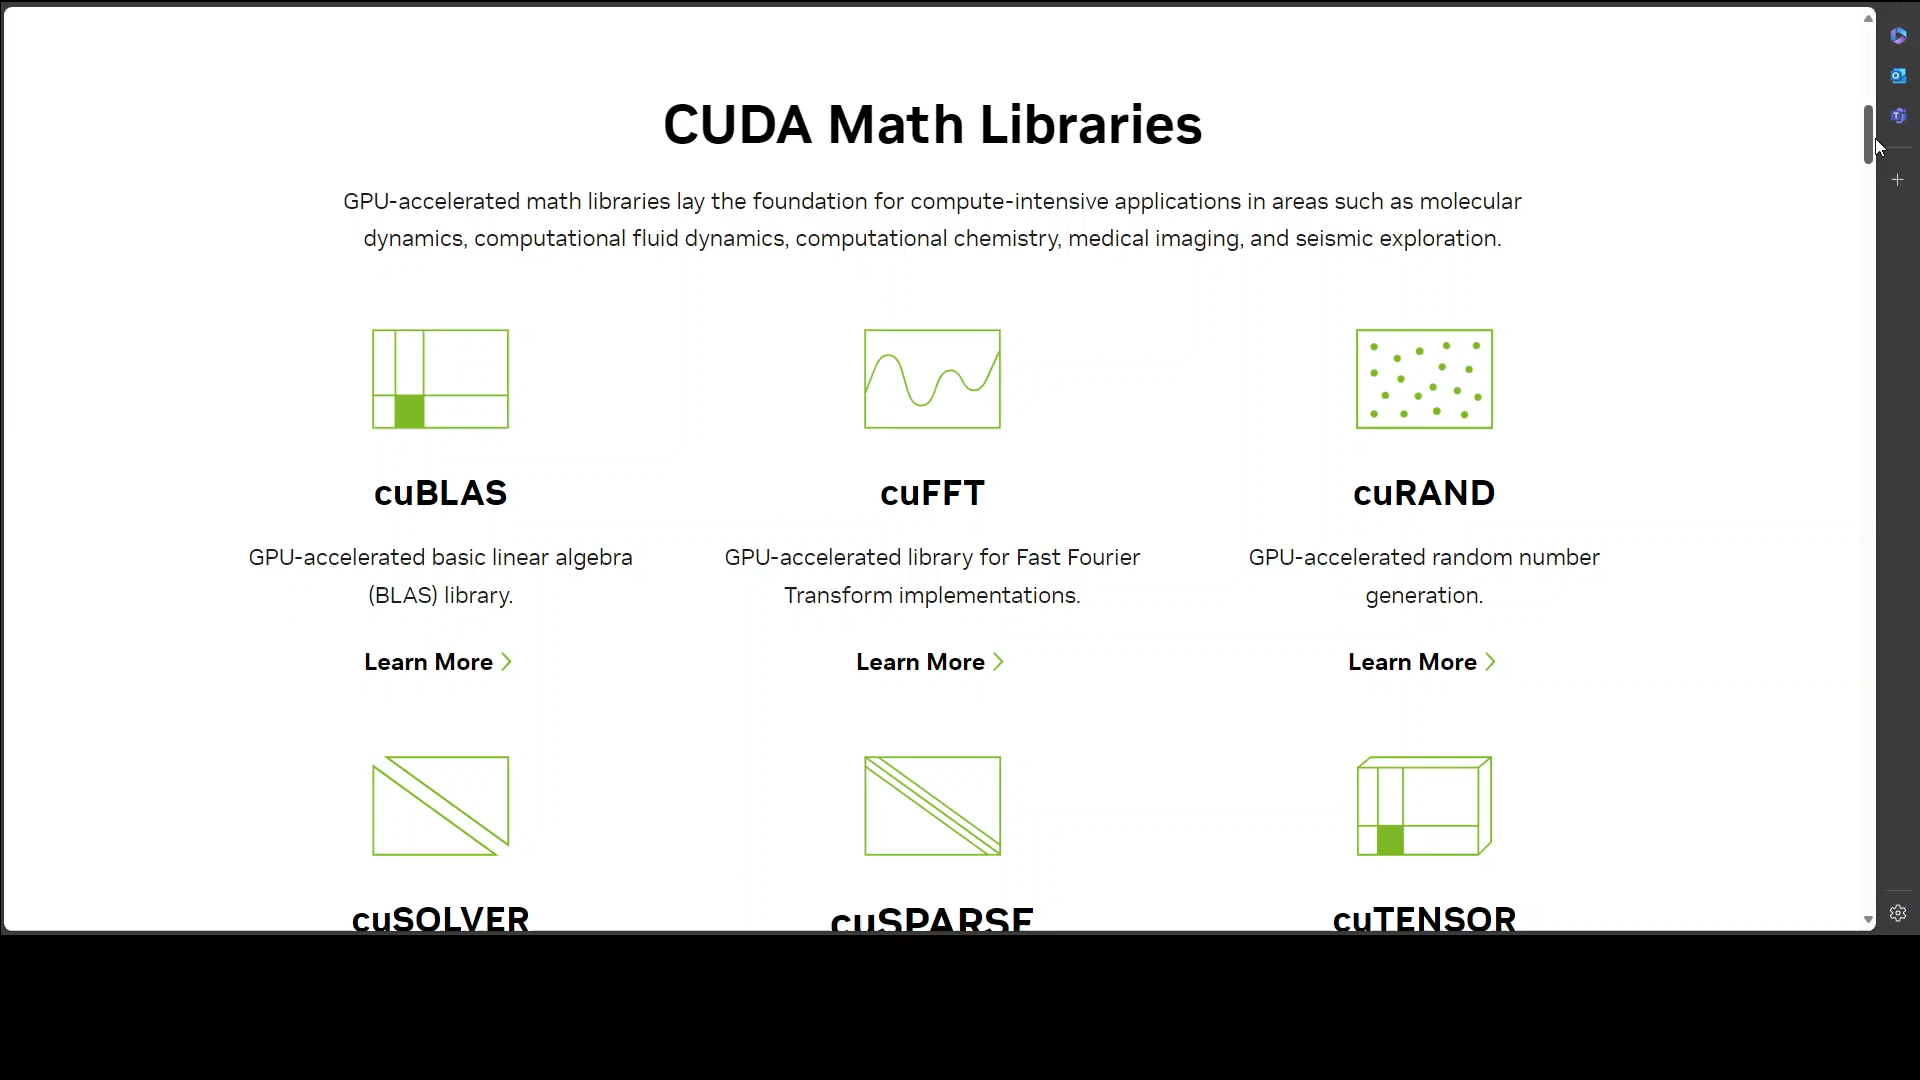 CUDA Math Libraries
GPU-accelerated math libraries lay the foundation for compute-intensive applications in areas such as molecular
dynamics, computational fluid dynamics, computational chemistry, medical imaging, and seismic exploration.
cuBLAS
cuFFT
cuRAND
GPU-accelerated basic linear algebra
(BLAS) library.
GPU-accelerated library for Fast Fourier
Transform implementations.
GPU-accelerated random number
generation.
Learn More
Learn More
Learn More
cuSOLVER
cuSPARSE
cuTENSOR